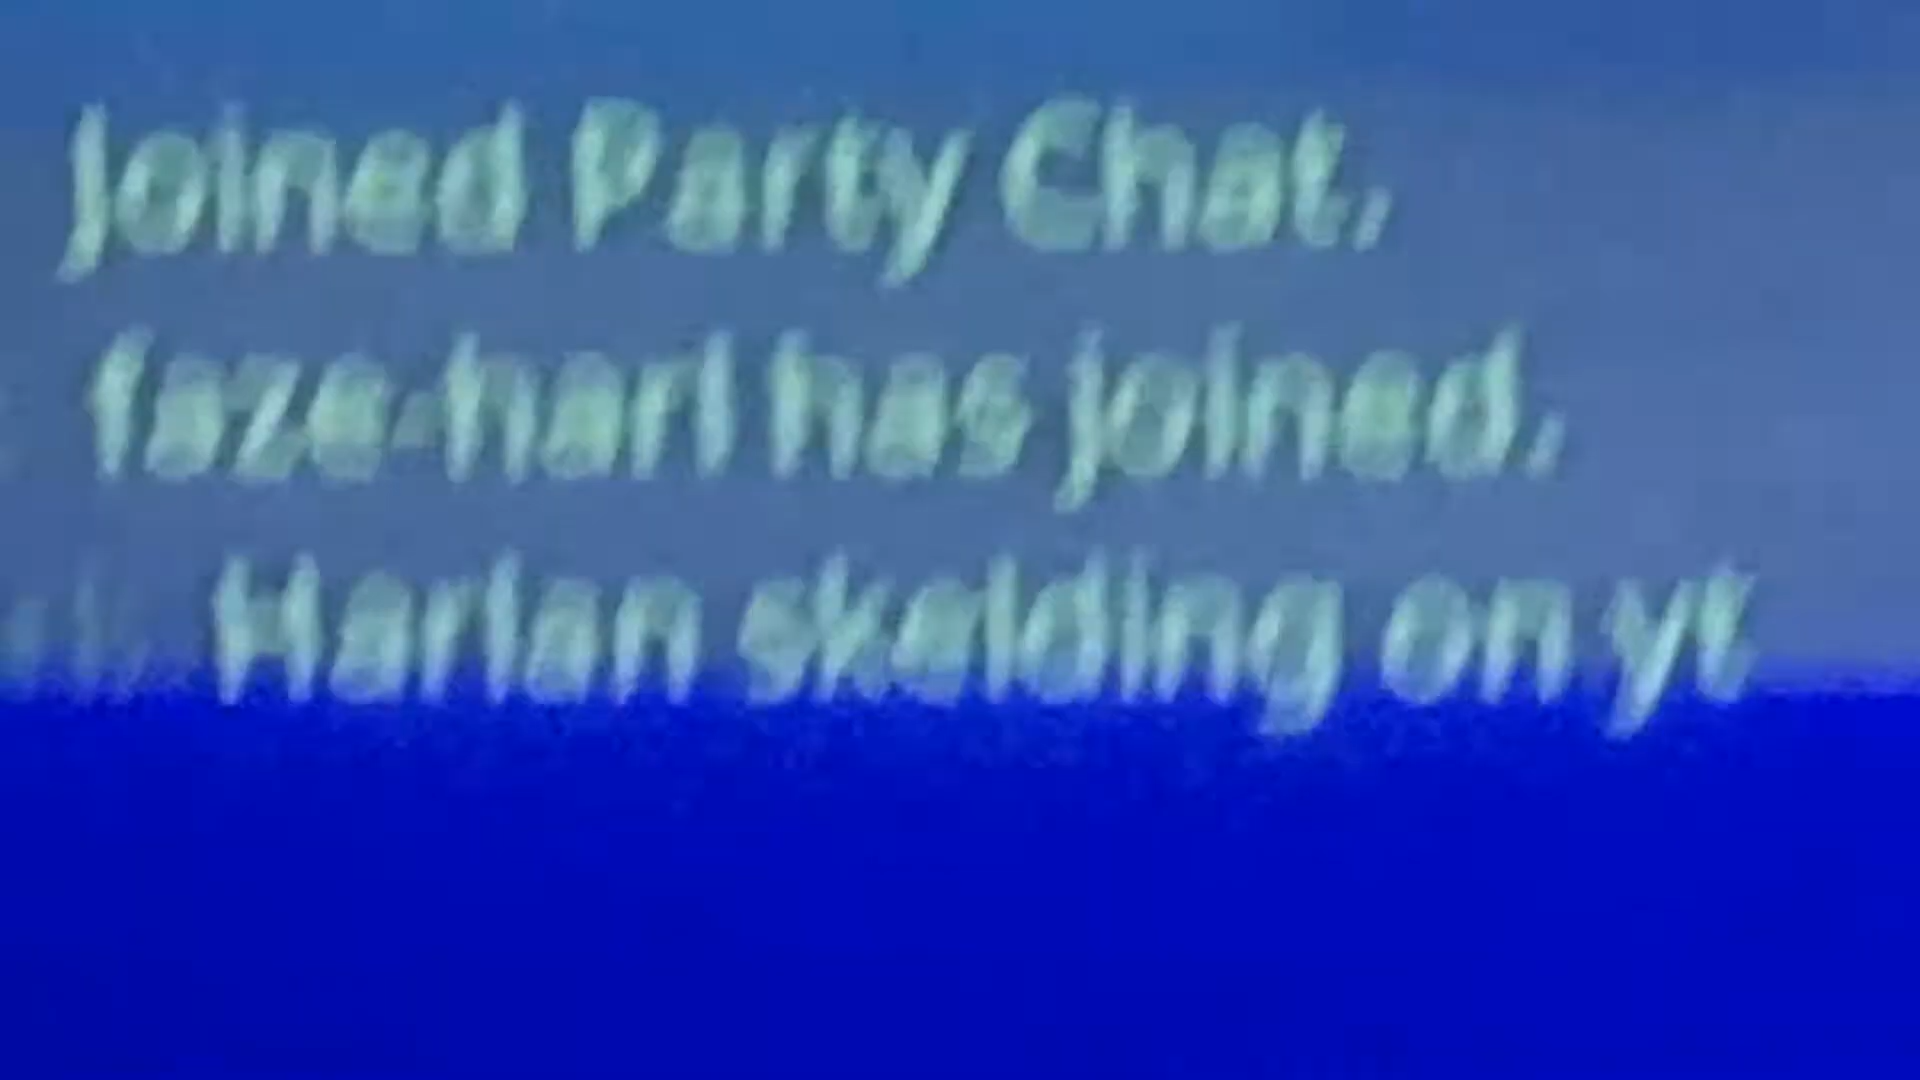 Joined Party Chat.
faze-harl has joined.
Harlan skalding on yt